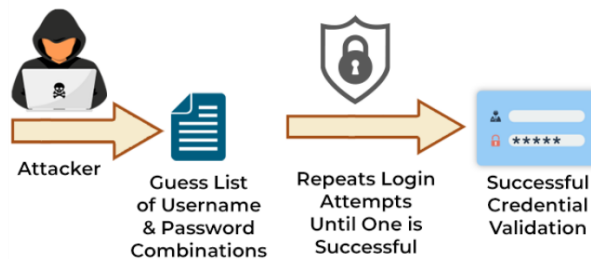 Attacker
Guess List
of Username
& Password
Combinations
Repeats Login
Attempts
Until One is
Successful
*****
Successful
Credential
Validation